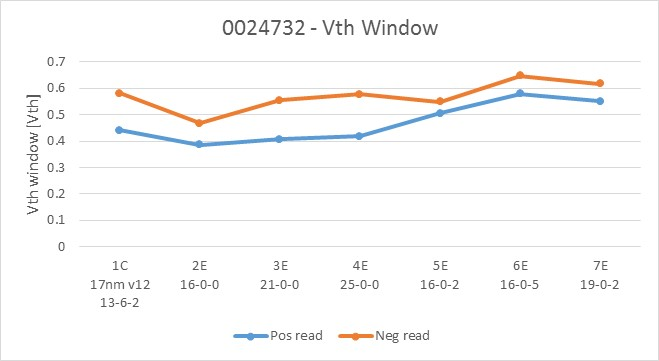 0024732 - Vth Window
Vth window [Vth]
0.7
0.6
0.5
0.4
0.3
0.2
0.1
0
1C 2E 3E 4E 5E 6E 7E
17nm v12 16-0-0 21-0-0 25-0-0 16-0-2 16-0-5 19-0-2
13-6-2
Pos read Neg read